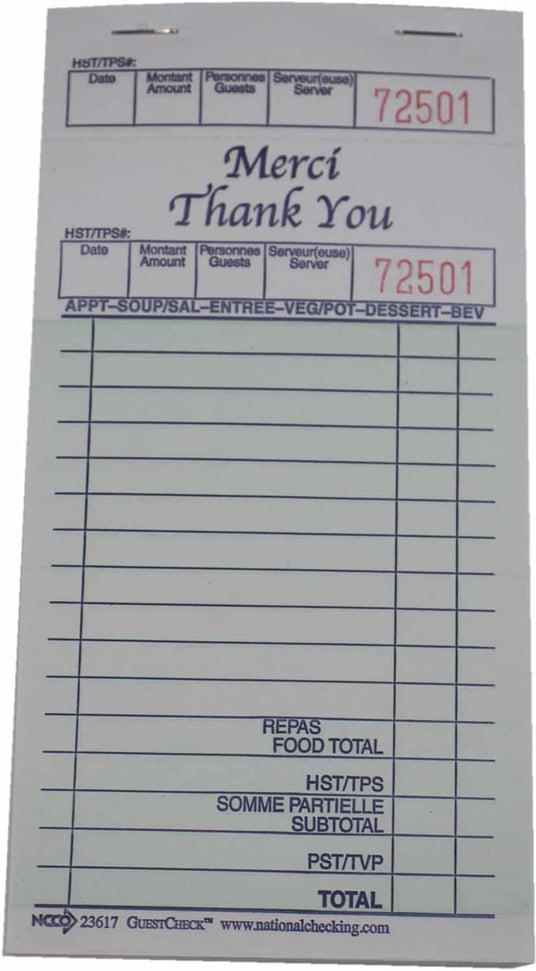 HST/TPS#:
Date Montant Personnes Serveur(euse) 72501
Amount Guests Server
Merci
Thank You
HST/TPS#:
Date Montant Personnes Serveur(euse) 72501
Amount Guests Server
APPT–SOUP/SAL–ENTREE–VEG/POT–DESSERT–BEV
REPAS
FOOD TOTAL
HST/TPS
SOMME PARTIELLE
SUBTOTAL
PST/TVP
TOTAL
NCCO 23617 GUESTCHECK™ www.nationalchecking.com